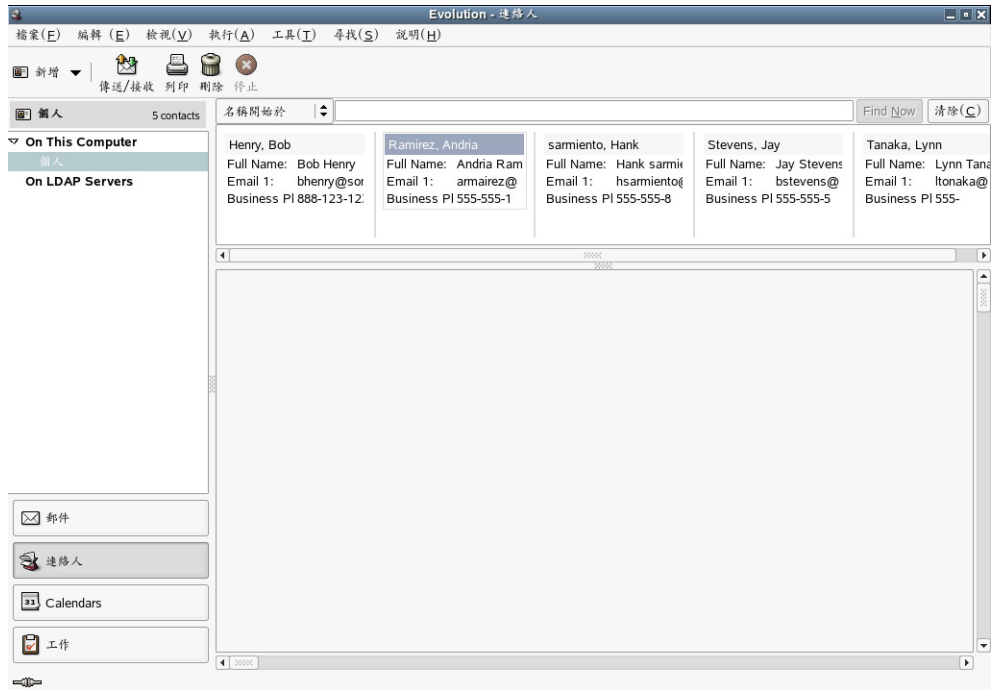 Evolution - 連絡人
檔案(F) 編輯 (E) 檢視(V) 執行(A) 工具(T) 尋找(S) 說明(H)
新增 傳送/接收 列印 刪除 停止
個人 5 contacts 名稱開始於 Find Now 清除(C)
On This Computer
個人
On LDAP Servers
Henry, Bob
Full Name: Bob Henry
Email 1: bhenry@sor
Business Pl 888-123-12
Ramirez, Andria
Full Name: Andria Ram
Email 1: armairez@
Business Pl 555-555-1
sarmiento, Hank
Full Name: Hank sarmie
Email 1: hsarmiento@
Business Pl 555-555-8
Stevens, Jay
Full Name: Jay Stevens
Email 1: bstevens@
Business Pl 555-555-5
Tanaka, Lynn
Full Name: Lynn Tana
Email 1: ltonaka@
Business Pl 555-
郵件
連絡人
31 Calendars
工作